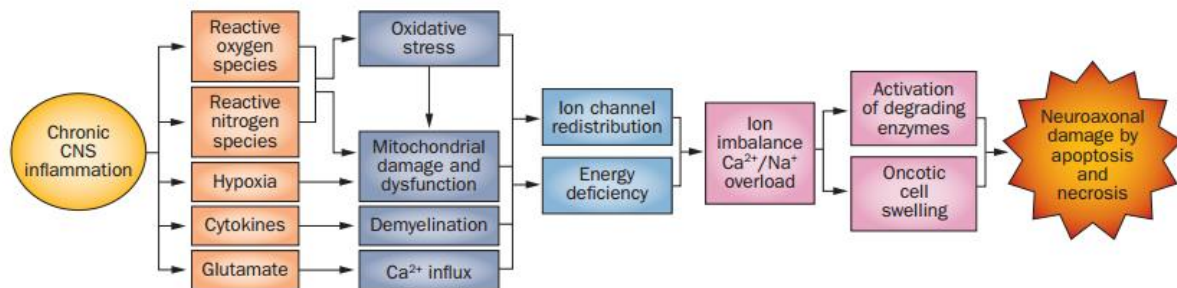 Chronic
CNS
inflammation
Reactive
oxygen
species
Reactive
nitrogen
species
Hypoxia
Cytokines
Glutamate
Oxidative
stress
Mitochondrial
damage and
dysfunction
Demyelination
Ca²⁺ influx
Ion channel
redistribution
Energy
deficiency
Ion
imbalance
Ca²⁺/Na⁺
overload
Activation
of degrading
enzymes
Oncotic
cell
swelling
Neuroaxonal
damage by
apoptosis
and
necrosis